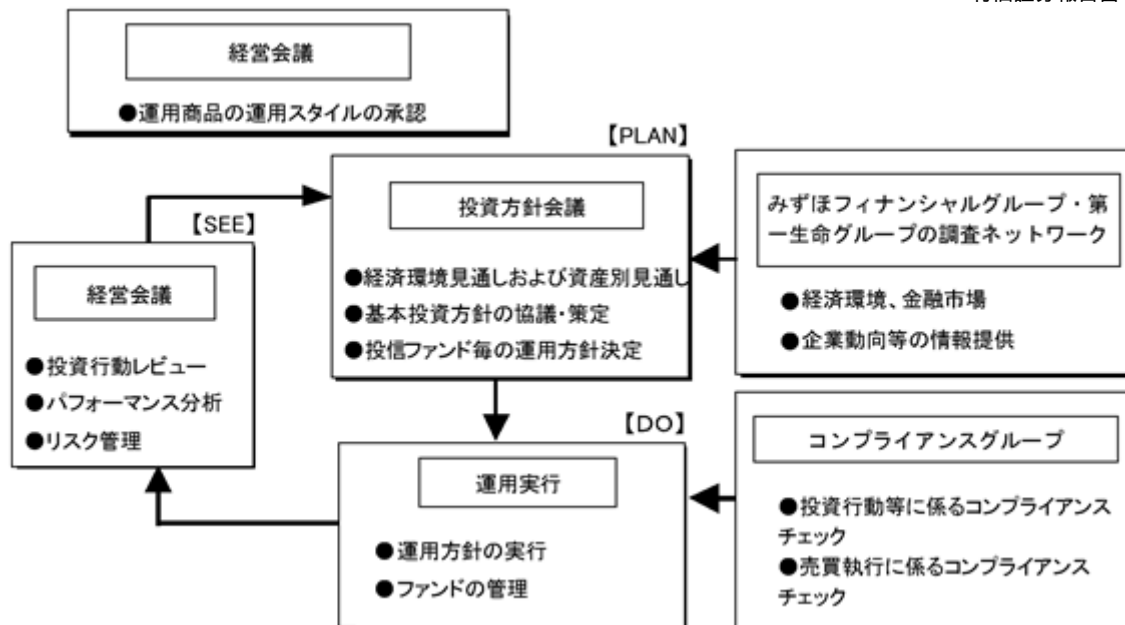 経営会議
●運用商品の運用スタイルの承認
【PLAN】
投資方針会議
●経済環境見通しおよび資産別見通し
●基本投資方針の協議・策定
●投信ファンド毎の運用方針決定
みずほフィナンシャルグループ・第
一生命グループの調査ネットワーク
●経済環境、金融市場
●企業動向等の情報提供
【SEE】
経営会議
●投資行動レビュー
●パフォーマンス分析
●リスク管理
【DO】
運用実行
●運用方針の実行
●ファンドの管理
コンプライアンスグループ
●投資行動等に係るコンプライアンス
チェック
●売買執行に係るコンプライアンス
チェック